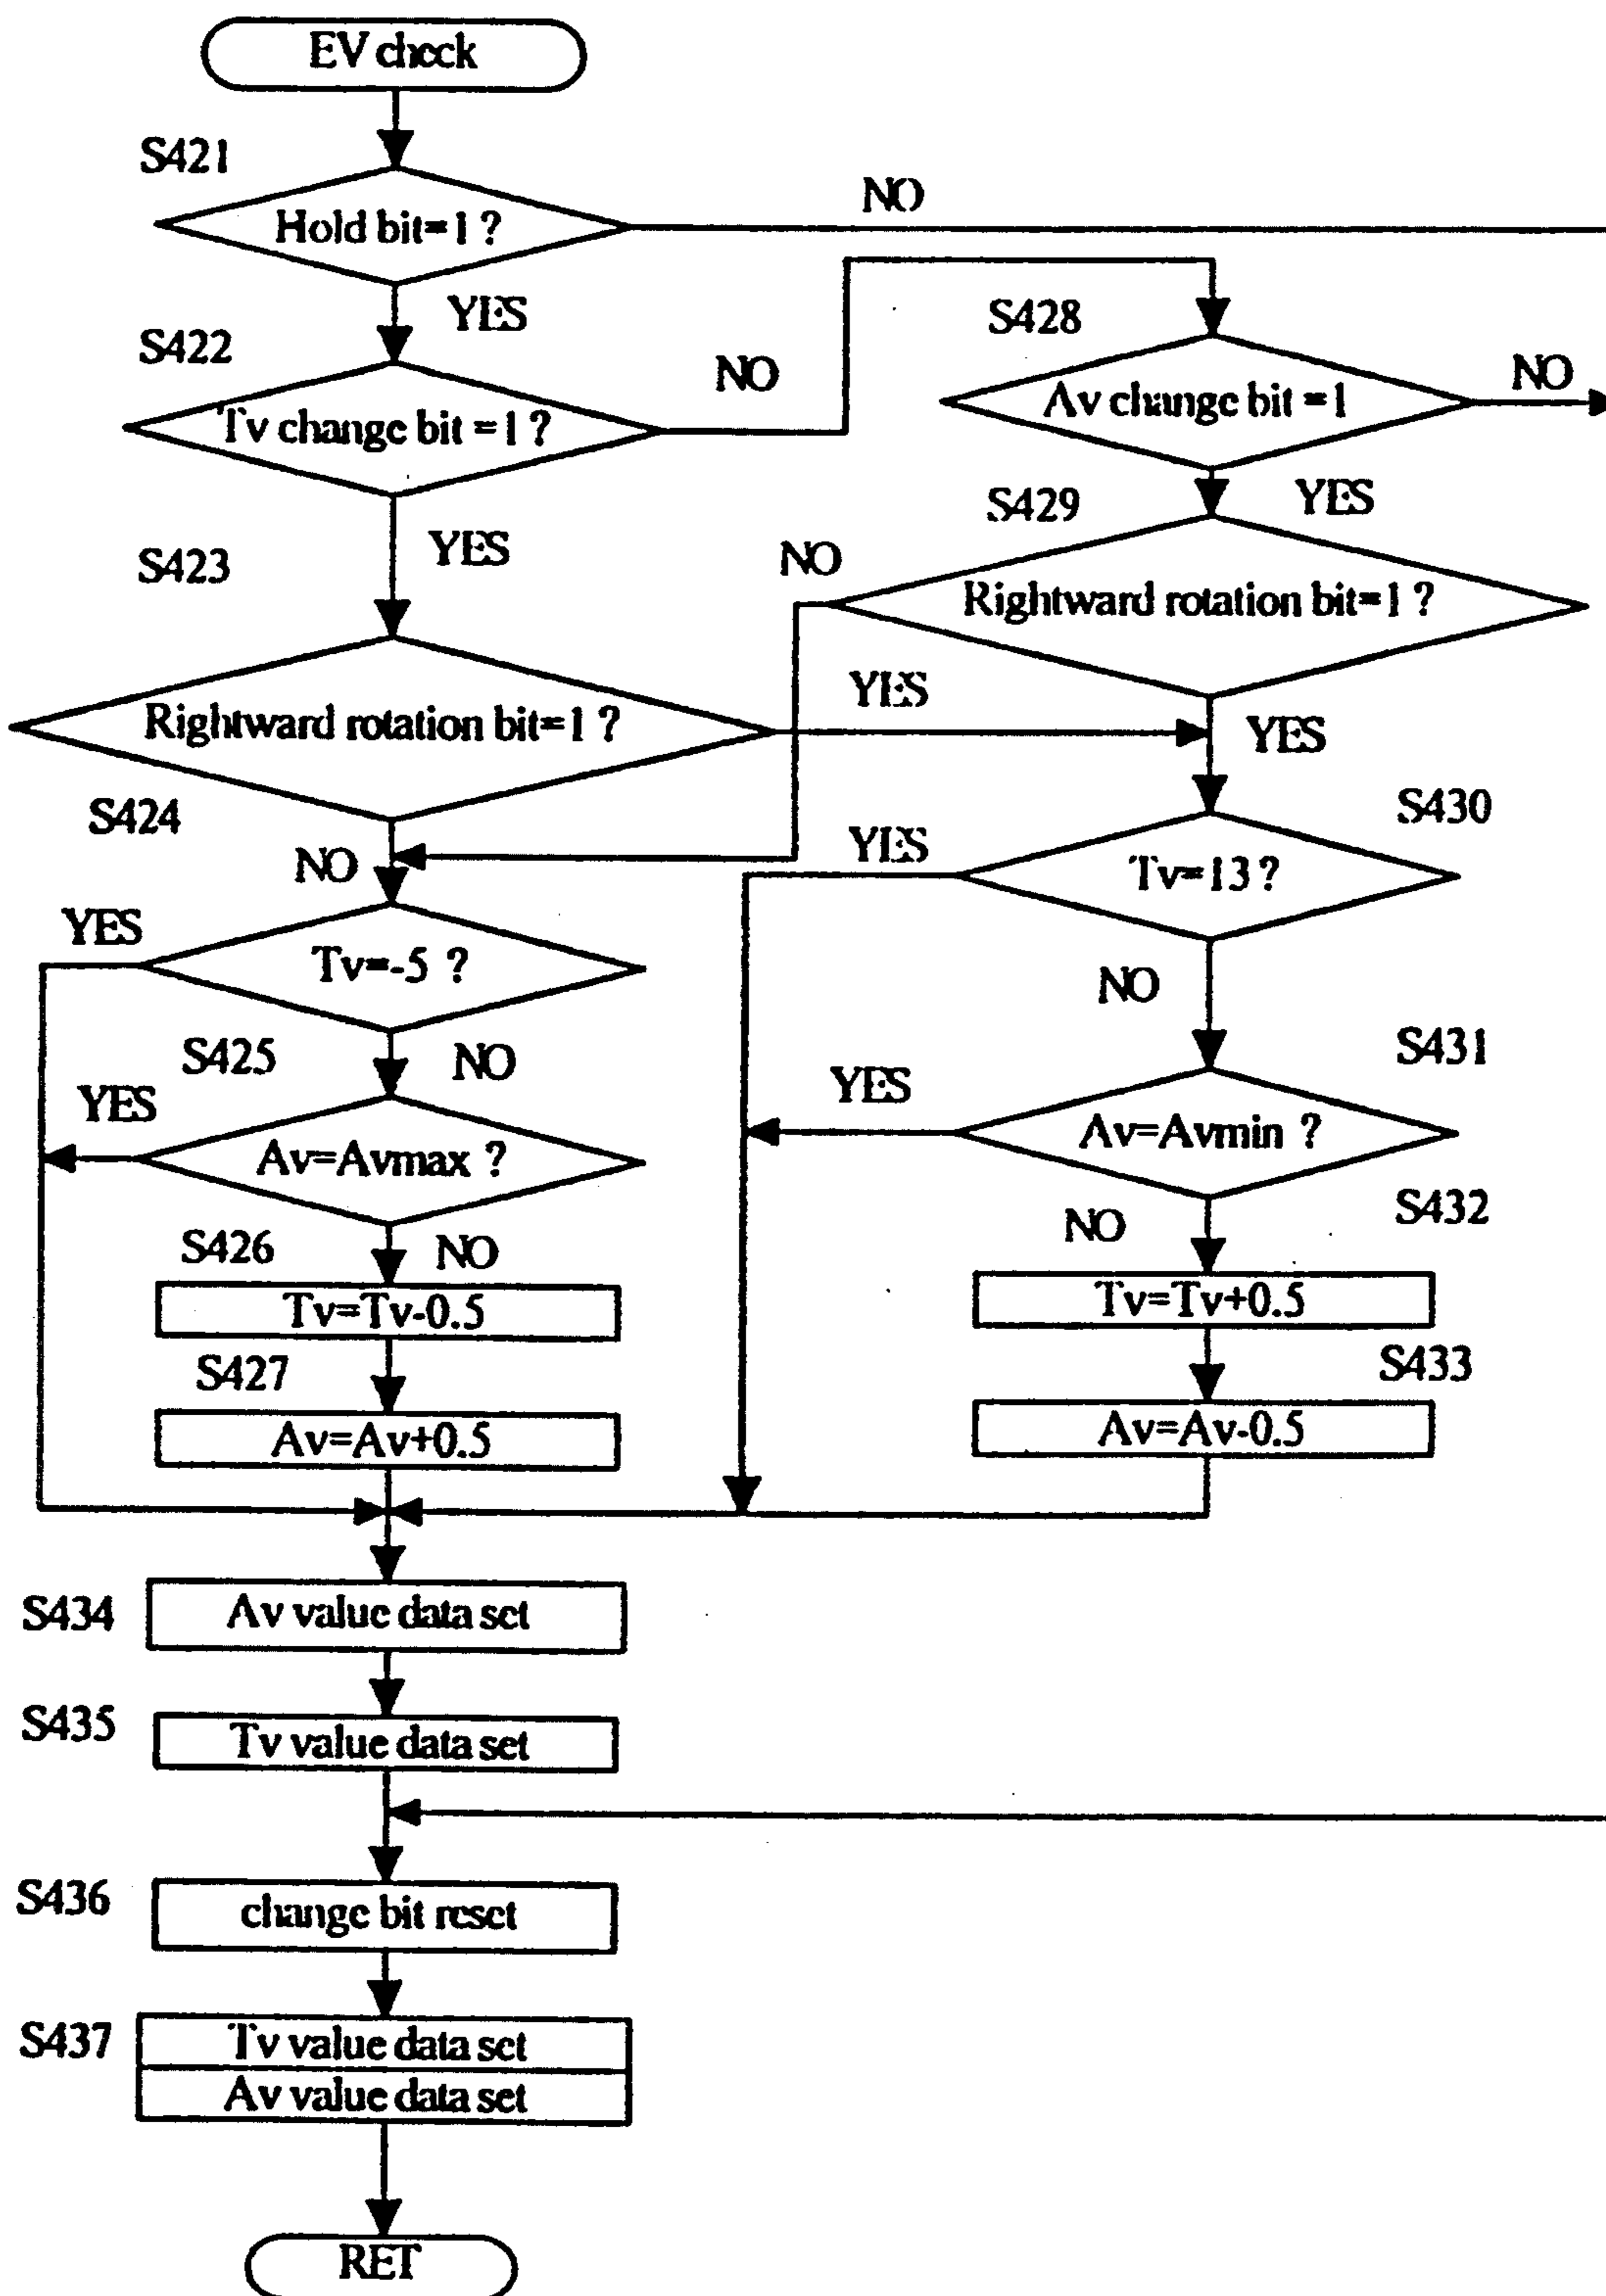 EV check
S421
Hold bit=1 ?
NO
YES
S422
Tv change bit =1 ?
NO
YES
S428
Av change bit =1
NO
YES
S423
Rightward rotation bit=1 ?
YES
NO
S429
Rightward rotation bit=1 ?
NO
YES
S424
Tv=-5 ?
YES
NO
S425
Av=Avmax ?
YES
NO
S426
Tv=Tv-0.5
S427
Av=Av+0.5
S430
Tv=13 ?
YES
NO
S431
Av=Avmin ?
YES
NO
S432
Tv=Tv+0.5
S433
Av=Av-0.5
S434
Av value data set
S435
Tv value data set
S436
change bit reset
S437
Tv value data set
Av value data set
RET